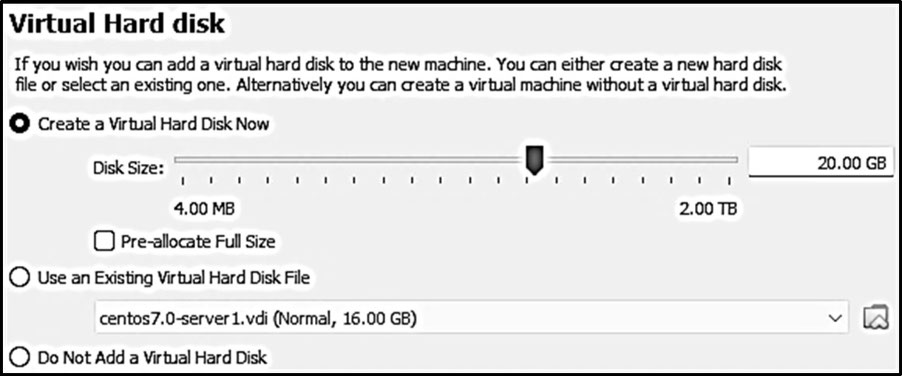 Virtual Hard disk
If you wish you can add a virtual hard disk to the new machine. You can either create a new hard disk
file or select an existing one. Alternatively you can create a virtual machine without a virtual hard disk.
Create a Virtual Hard Disk Now
Disk Size:
20.00 GB
4.00 MB
2.00 TB
Pre-allocate Full Size
Use an Existing Virtual Hard Disk File
centos7.0-server1.vdi (Normal, 16.00 GB)
Do Not Add a Virtual Hard Disk